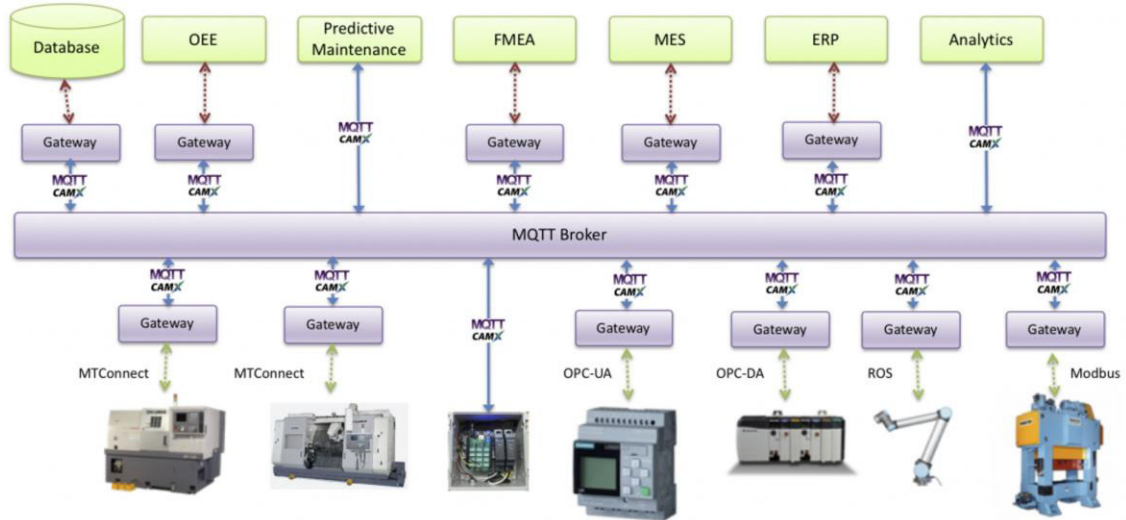 Database
OEE
Predictive
Maintenance
FMEA
MES
ERP
Analytics
Gateway
Gateway
MQTT
CAMX
Gateway
Gateway
Gateway
MQTT
CAMX
MQTT
CAMX
MQTT
CAMX
MQTT
CAMX
MQTT
CAMX
MQTT
CAMX
MQTT
CAMX
MQTT Broker
MQTT
CAMX
MQTT
CAMX
MQTT
CAMX
MQTT
CAMX
MQTT
CAMX
MQTT
CAMX
MQTT
CAMX
Gateway
Gateway
Gateway
Gateway
Gateway
Gateway
MTConnect
MTConnect
OPC-UA
OPC-DA
ROS
Modbus